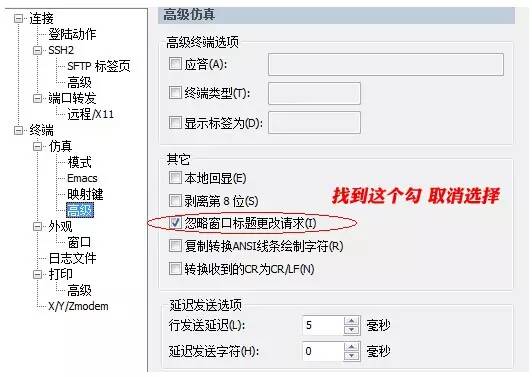 连接
登陆动作
SSH2
SFTP 标签页
高级
端口转发
远程/X11
终端
仿真
模式
Emacs
映射键
高级
外观
窗口
日志文件
打印
高级
X/Y/Zmodem
高级仿真
高级终端选项
应答(A):
终端类型(T):
显示标签为(D):
其它
本地回显(E)
剥离第 8 位(S)
忽略窗口标题更改请求(I)
找到这个勾 取消选择
复制转换ANSI线条绘制字符(R)
转换收到的CR为CR/LF(N)
延迟发送选项
行发送延迟(L): 5 毫秒
延迟发送字符(H): 0 毫秒